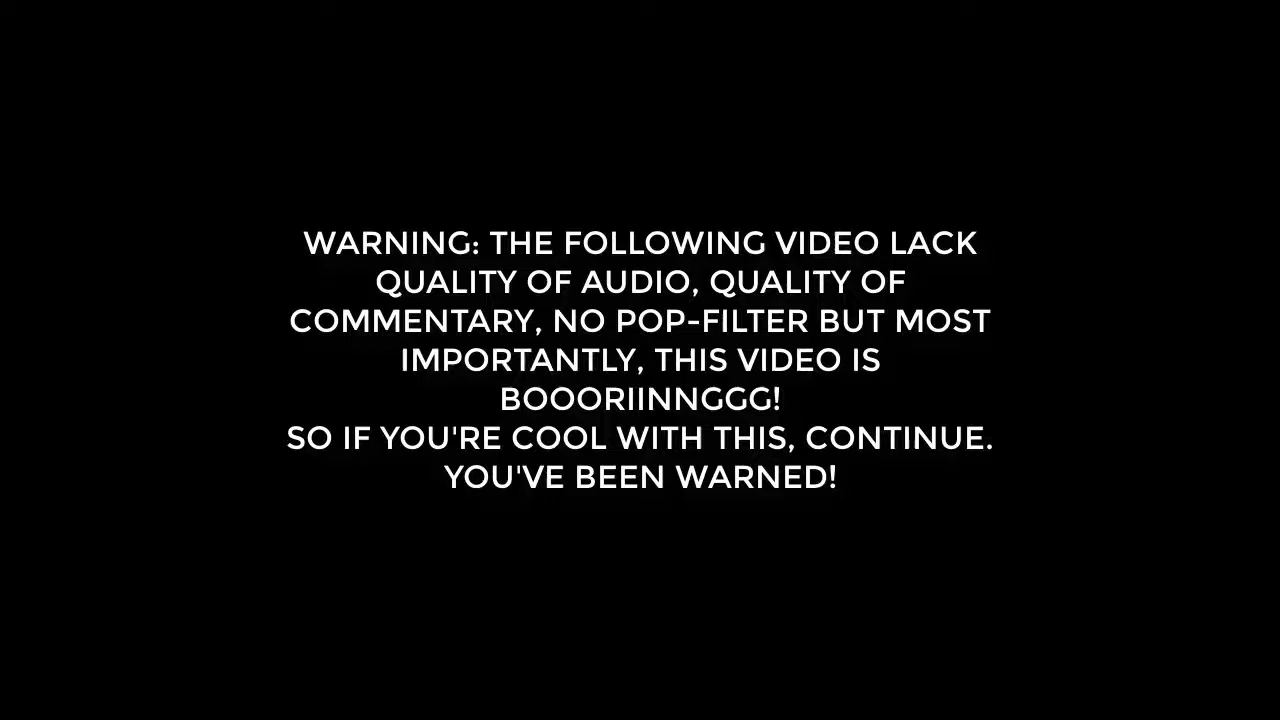 WARNING: THE FOLLOWING VIDEO LACK
QUALITY OF AUDIO, QUALITY OF
COMMENTARY, NO POP-FILTER BUT MOST
IMPORTANTLY, THIS VIDEO IS
BOOORIINNGGG!
SO IF YOU'RE COOL WITH THIS, CONTINUE.
YOU'VE BEEN WARNED!